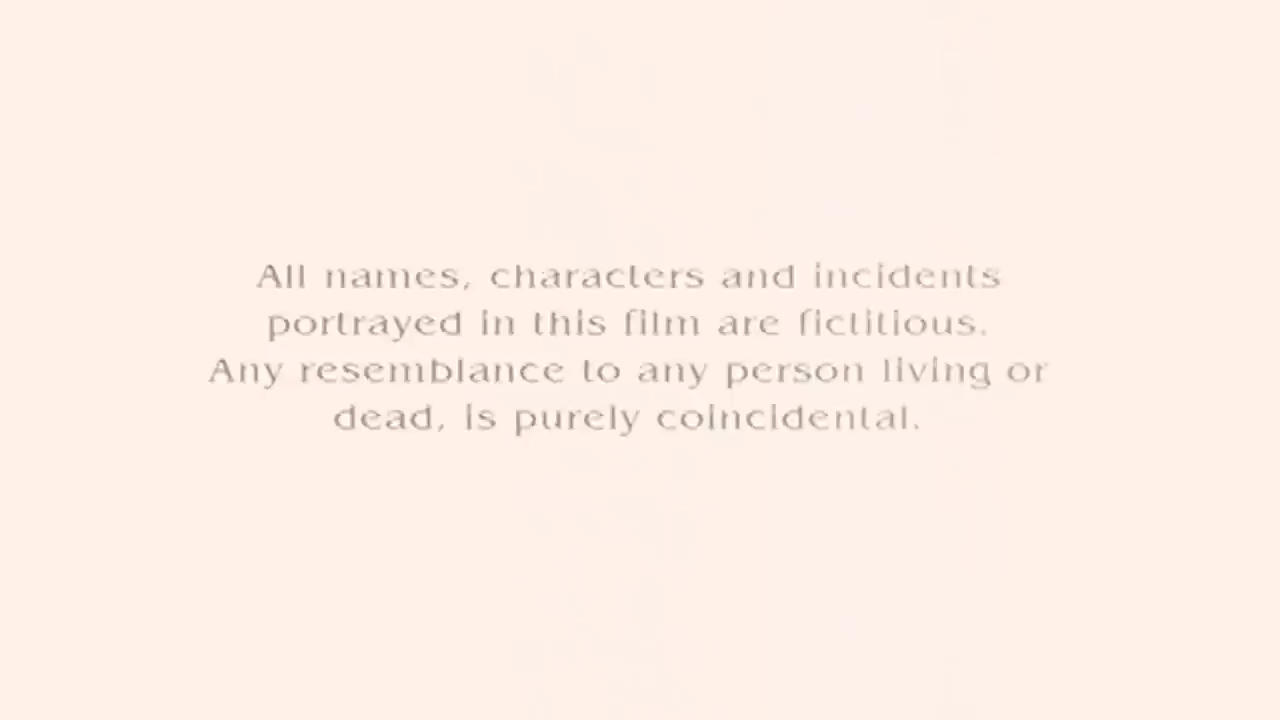 All names, characters and incidents
portrayed in this film are fictitious.
Any resemblance to any person living or
dead, is purely coincidental.